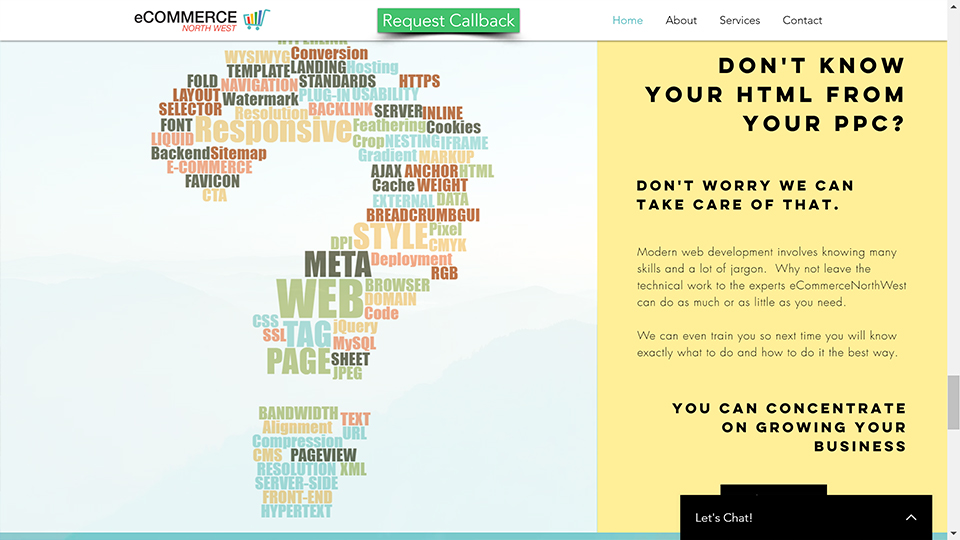 eCOMMERCE
NORTH WEST
Request Callback
Home About Services Contact
WYSIWYG Conversion
TEMPLATE LANDING Hosting
FOLD NAVIGATION STANDARDS HTTPS
LAYOUT Watermark PLUG-IN USABILITY
SELECTOR Resolution BACKLINK SERVER INLINE
FONT Responsive Feathering Cookies
LIQUID Crop NESTING IFRAME
Backend Sitemap Gradient MARKUP
E-COMMERCE AJAX ANCHOR HTML
FAVICON Cache WEIGHT
CTA EXTERNAL DATA
BREADCRUMB GUI
DPI STYLE Pixel
CMYK
META Deployment
RGB
WEB BROWSER
DOMAIN
CSS Code
SSL TAG jQuery
MySQL
PAGE SHEET
JPEG
BANDWIDTH TEXT
Alignment URL
Compression
CMS PAGEVIEW
RESOLUTION XML
SERVER-SIDE
FRONT-END
HYPERTEXT
DON'T KNOW
YOUR HTML FROM
YOUR PPC?
DON'T WORRY WE CAN
TAKE CARE OF THAT.
Modern web development involves knowing many
skills and a lot of jargon. Why not leave the
technical work to the experts eCommerceNorthWest
can do as much or as little as you need.
We can even train you so next time you will know
exactly what to do and how to do it the best way.
YOU CAN CONCENTRATE
ON GROWING YOUR
BUSINESS
Let's Chat!